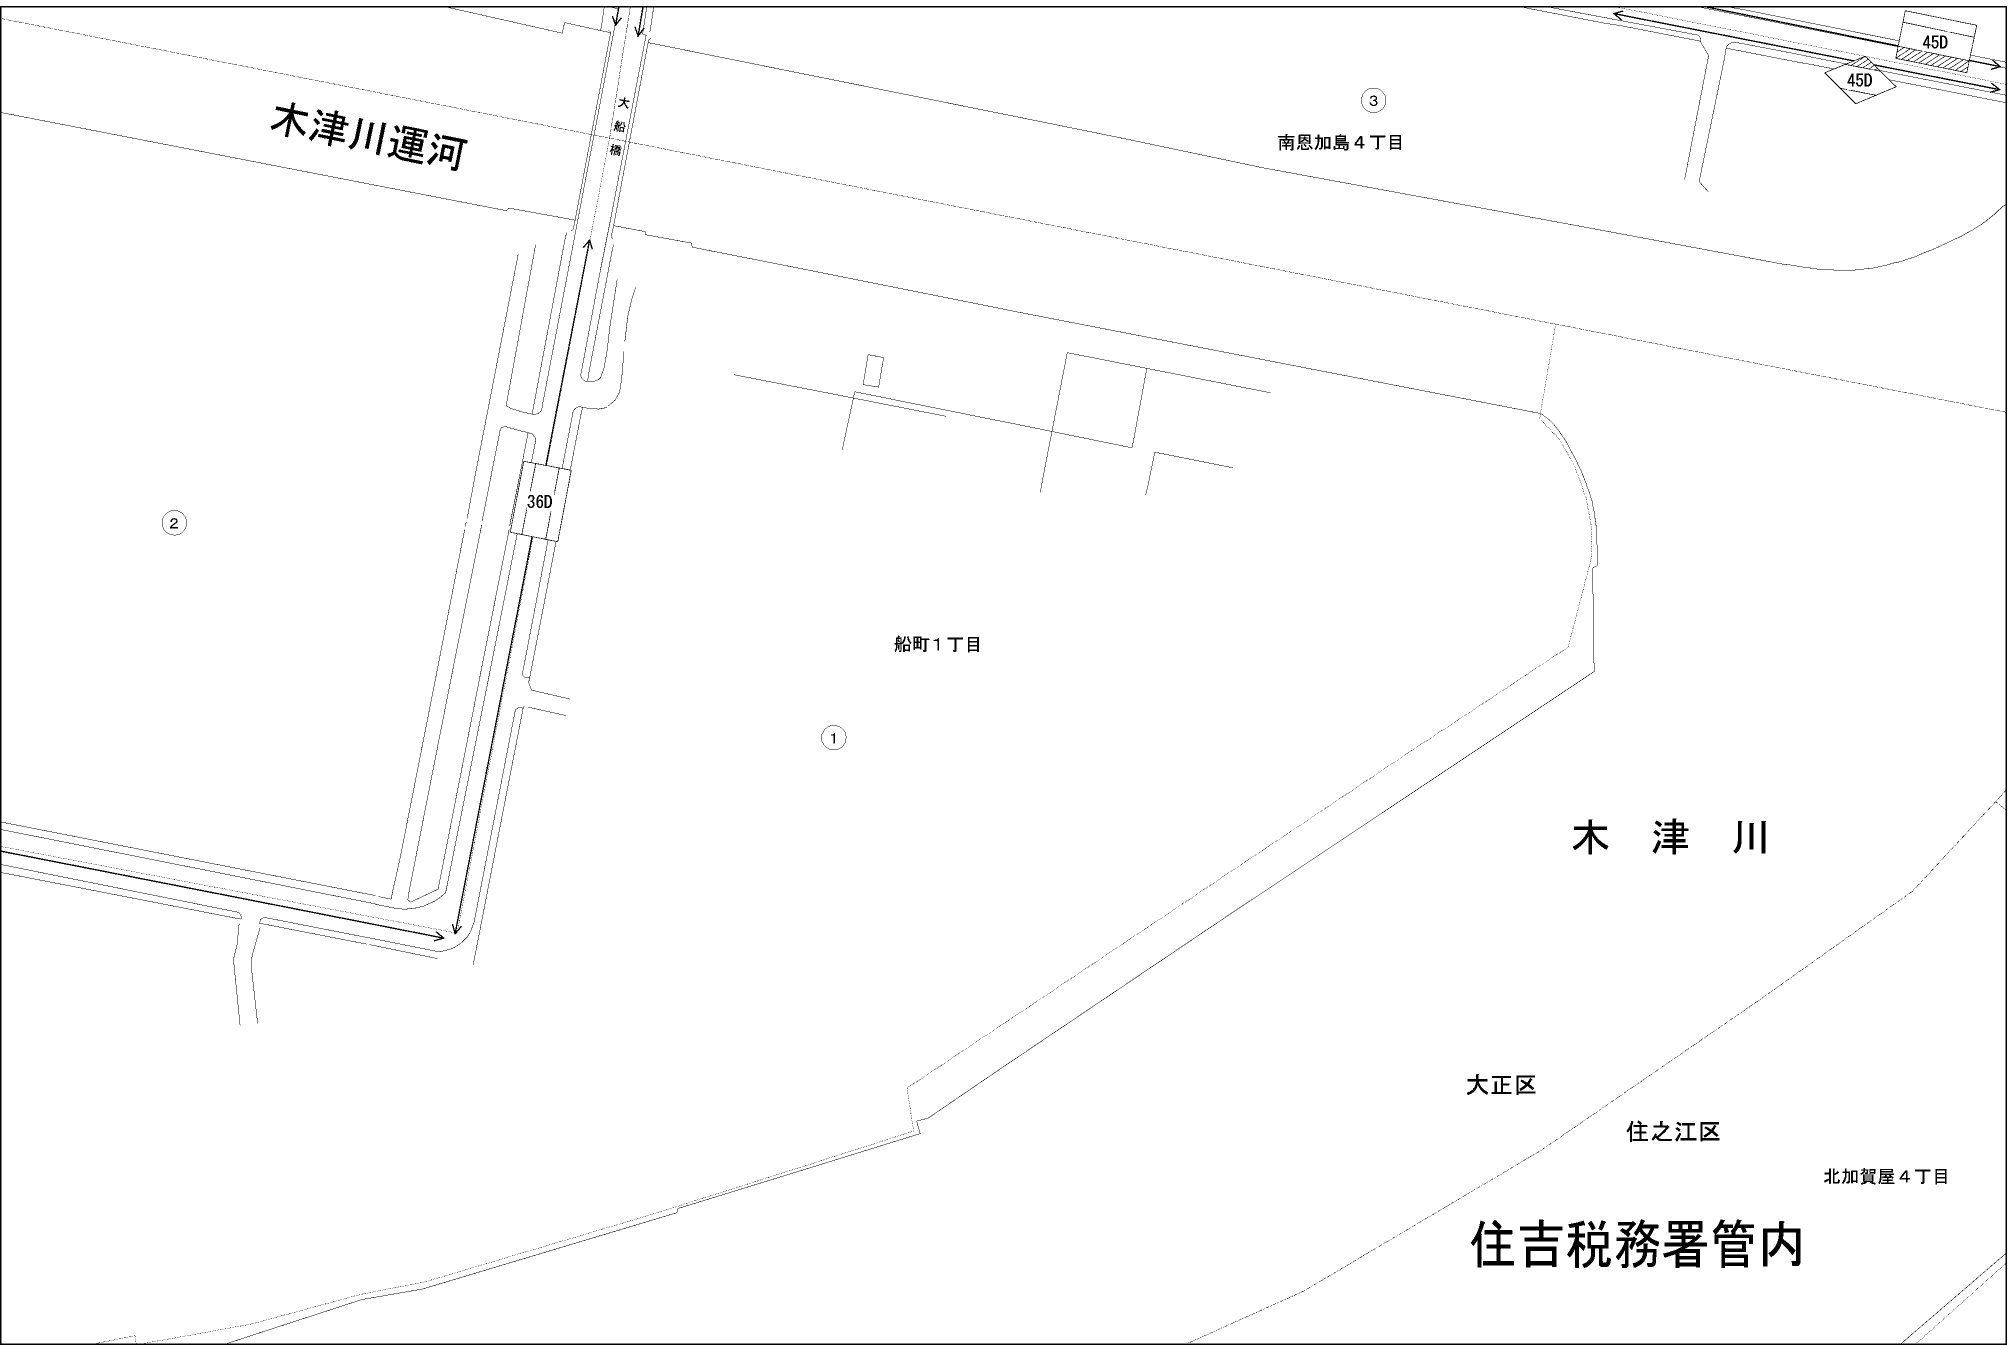 45D
45D
③
南恩加島４丁目
木津川運河
大船橋
36D
②
船町１丁目
①
木津川
大正区
住之江区
北加賀屋４丁目
住吉税務署管内